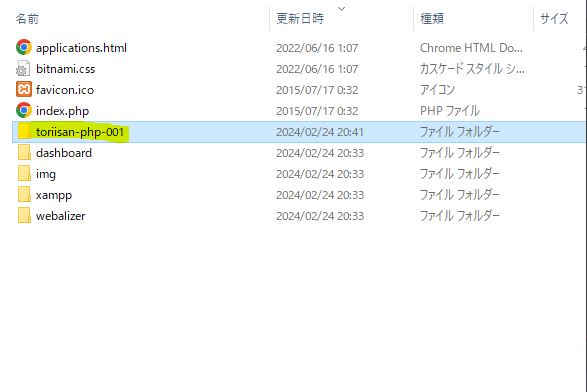 名前 更新日時 種類 サイズ
applications.html 2022/06/16 1:07 Chrome HTML Do...
bitnami.css 2022/06/16 1:07 カスケード スタイル シ...
favicon.ico 2015/07/17 0:32 アイコン
index.php 2015/07/17 0:32 PHP ファイル
toriisan-php-001 2024/02/24 20:41 ファイル フォルダー
dashboard 2024/02/24 20:33 ファイル フォルダー
img 2024/02/24 20:33 ファイル フォルダー
xampp 2024/02/24 20:33 ファイル フォルダー
webalizer 2024/02/24 20:33 ファイル フォルダー